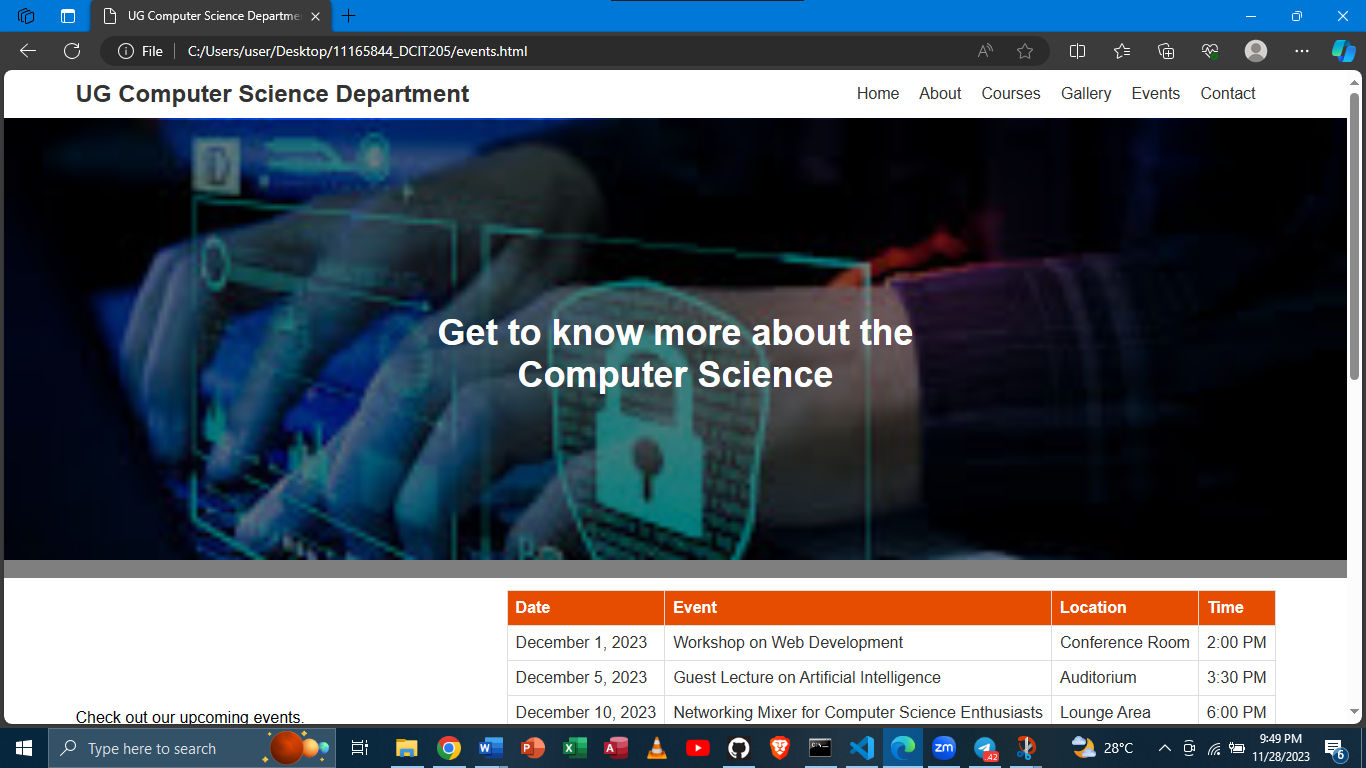 UG Computer Science Departme
File
C:/Users/user/Desktop/11165844_DCIT205/events.html
UG Computer Science Department
Home About Courses Gallery Events Contact
D
Get to know more about the
Computer Science
Date Event Location Time
December 1, 2023 Workshop on Web Development Conference Room 2:00 PM
December 5, 2023 Guest Lecture on Artificial Intelligence Auditorium 3:30 PM
December 10, 2023 Networking Mixer for Computer Science Enthusiasts Lounge Area 6:00 PM
Check out our upcoming events.
Type here to search
zm
.42
28°C
9:49 PM
11/28/2023
6